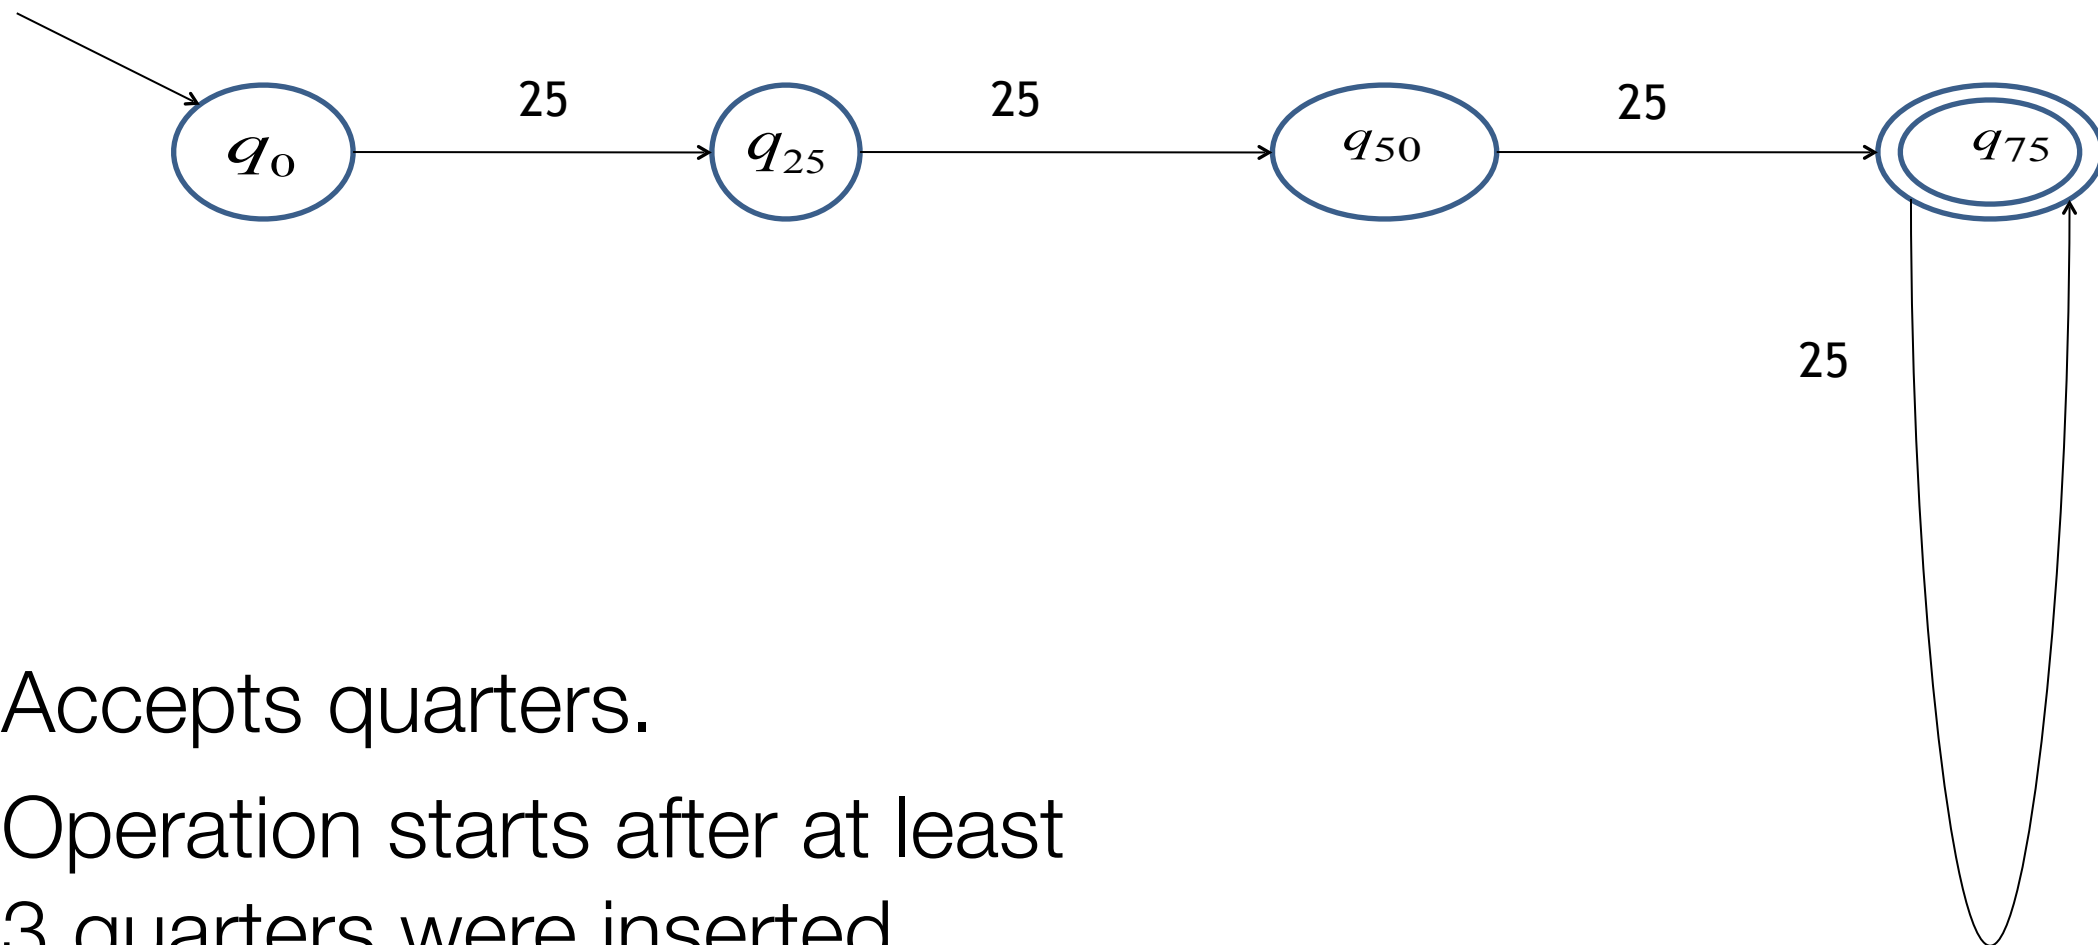 25 25 25
q0 q25 q50 q75
25
Accepts quarters.
Operation starts after at least
3 quarters were inserted